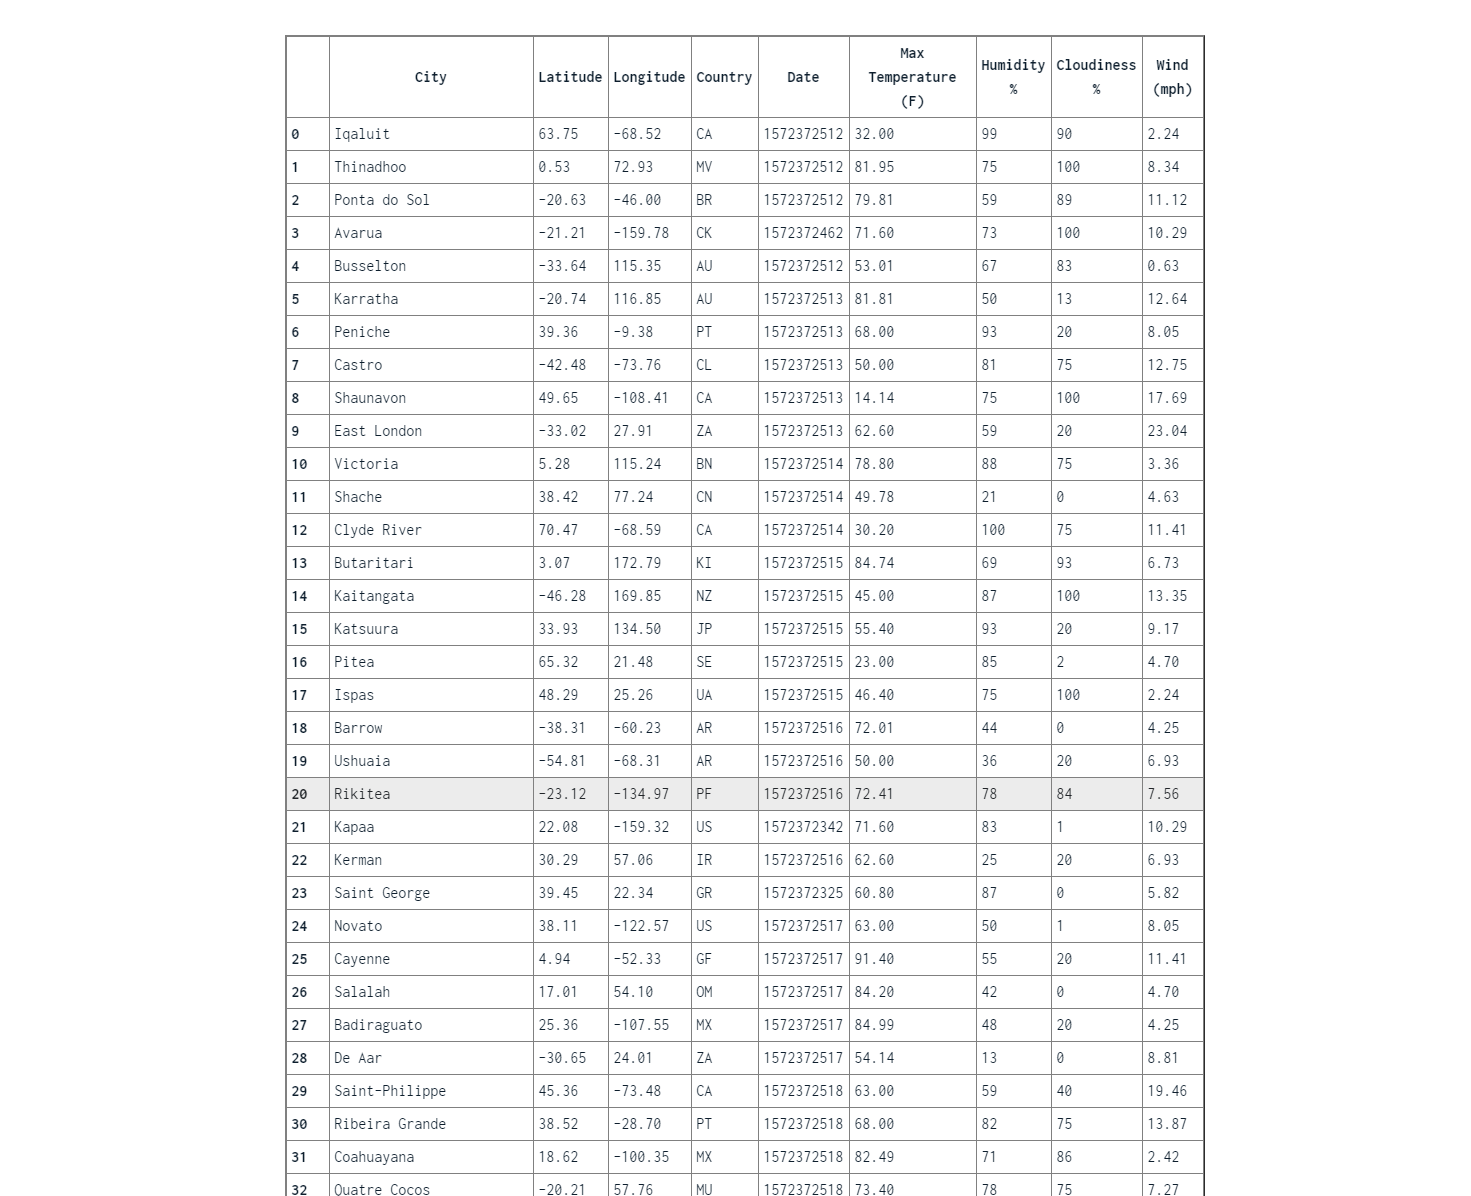 City Latitude Longitude Country Date Max Temperature (F) Humidity % Cloudiness % Wind (mph)
0 Iqaluit 63.75 -68.52 CA 1572372512 32.00 99 90 2.24
1 Thinadhoo 0.53 72.93 MV 1572372512 81.95 75 100 8.34
2 Ponta do Sol -20.63 -46.00 BR 1572372512 79.81 59 89 11.12
3 Avarua -21.21 -159.78 CK 1572372462 71.60 73 100 10.29
4 Busselton -33.64 115.35 AU 1572372512 53.01 67 83 0.63
5 Karratha -20.74 116.85 AU 1572372513 81.81 50 13 12.64
6 Peniche 39.36 -9.38 PT 1572372513 68.00 93 20 8.05
7 Castro -42.48 -73.76 CL 1572372513 50.00 81 75 12.75
8 Shaunavon 49.65 -108.41 CA 1572372513 14.14 75 100 17.69
9 East London -33.02 27.91 ZA 1572372513 62.60 59 20 23.04
10 Victoria 5.28 115.24 BN 1572372514 78.80 88 75 3.36
11 Shache 38.42 77.24 CN 1572372514 49.78 21 0 4.63
12 Clyde River 70.47 -68.59 CA 1572372514 30.20 100 75 11.41
13 Butaritari 3.07 172.79 KI 1572372515 84.74 69 93 6.73
14 Kaitangata -46.28 169.85 NZ 1572372515 45.00 87 100 13.35
15 Katsuura 33.93 134.50 JP 1572372515 55.40 93 20 9.17
16 Pitea 65.32 21.48 SE 1572372515 23.00 85 2 4.70
17 Ispas 48.29 25.26 UA 1572372515 46.40 75 100 2.24
18 Barrow -38.31 -60.23 AR 1572372516 72.01 44 0 4.25
19 Ushuaia -54.81 -68.31 AR 1572372516 50.00 36 20 6.93
20 Rikitea -23.12 -134.97 PF 1572372516 72.41 78 84 7.56
21 Kapaa 22.08 -159.32 US 1572372342 71.60 83 1 10.29
22 Kerman 30.29 57.06 IR 1572372516 62.60 25 20 6.93
23 Saint George 39.45 22.34 GR 1572372325 60.80 87 0 5.82
24 Novato 38.11 -122.57 US 1572372517 63.00 50 1 8.05
25 Cayenne 4.94 -52.33 GF 1572372517 91.40 55 20 11.41
26 Salalah 17.01 54.10 OM 1572372517 84.20 42 0 4.70
27 Badiraguato 25.36 -107.55 MX 1572372517 84.99 48 20 4.25
28 De Aar -30.65 24.01 ZA 1572372517 54.14 13 0 8.81
29 Saint-Philippe 45.36 -73.48 CA 1572372518 63.00 59 40 19.46
30 Ribeira Grande 38.52 -28.70 PT 1572372518 68.00 82 75 13.87
31 Coahuayana 18.62 -100.35 MX 1572372518 82.49 71 86 2.42
32 Quatre Cocos -20.21 57.76 MU 1572372518 73.40 78 75 7.27